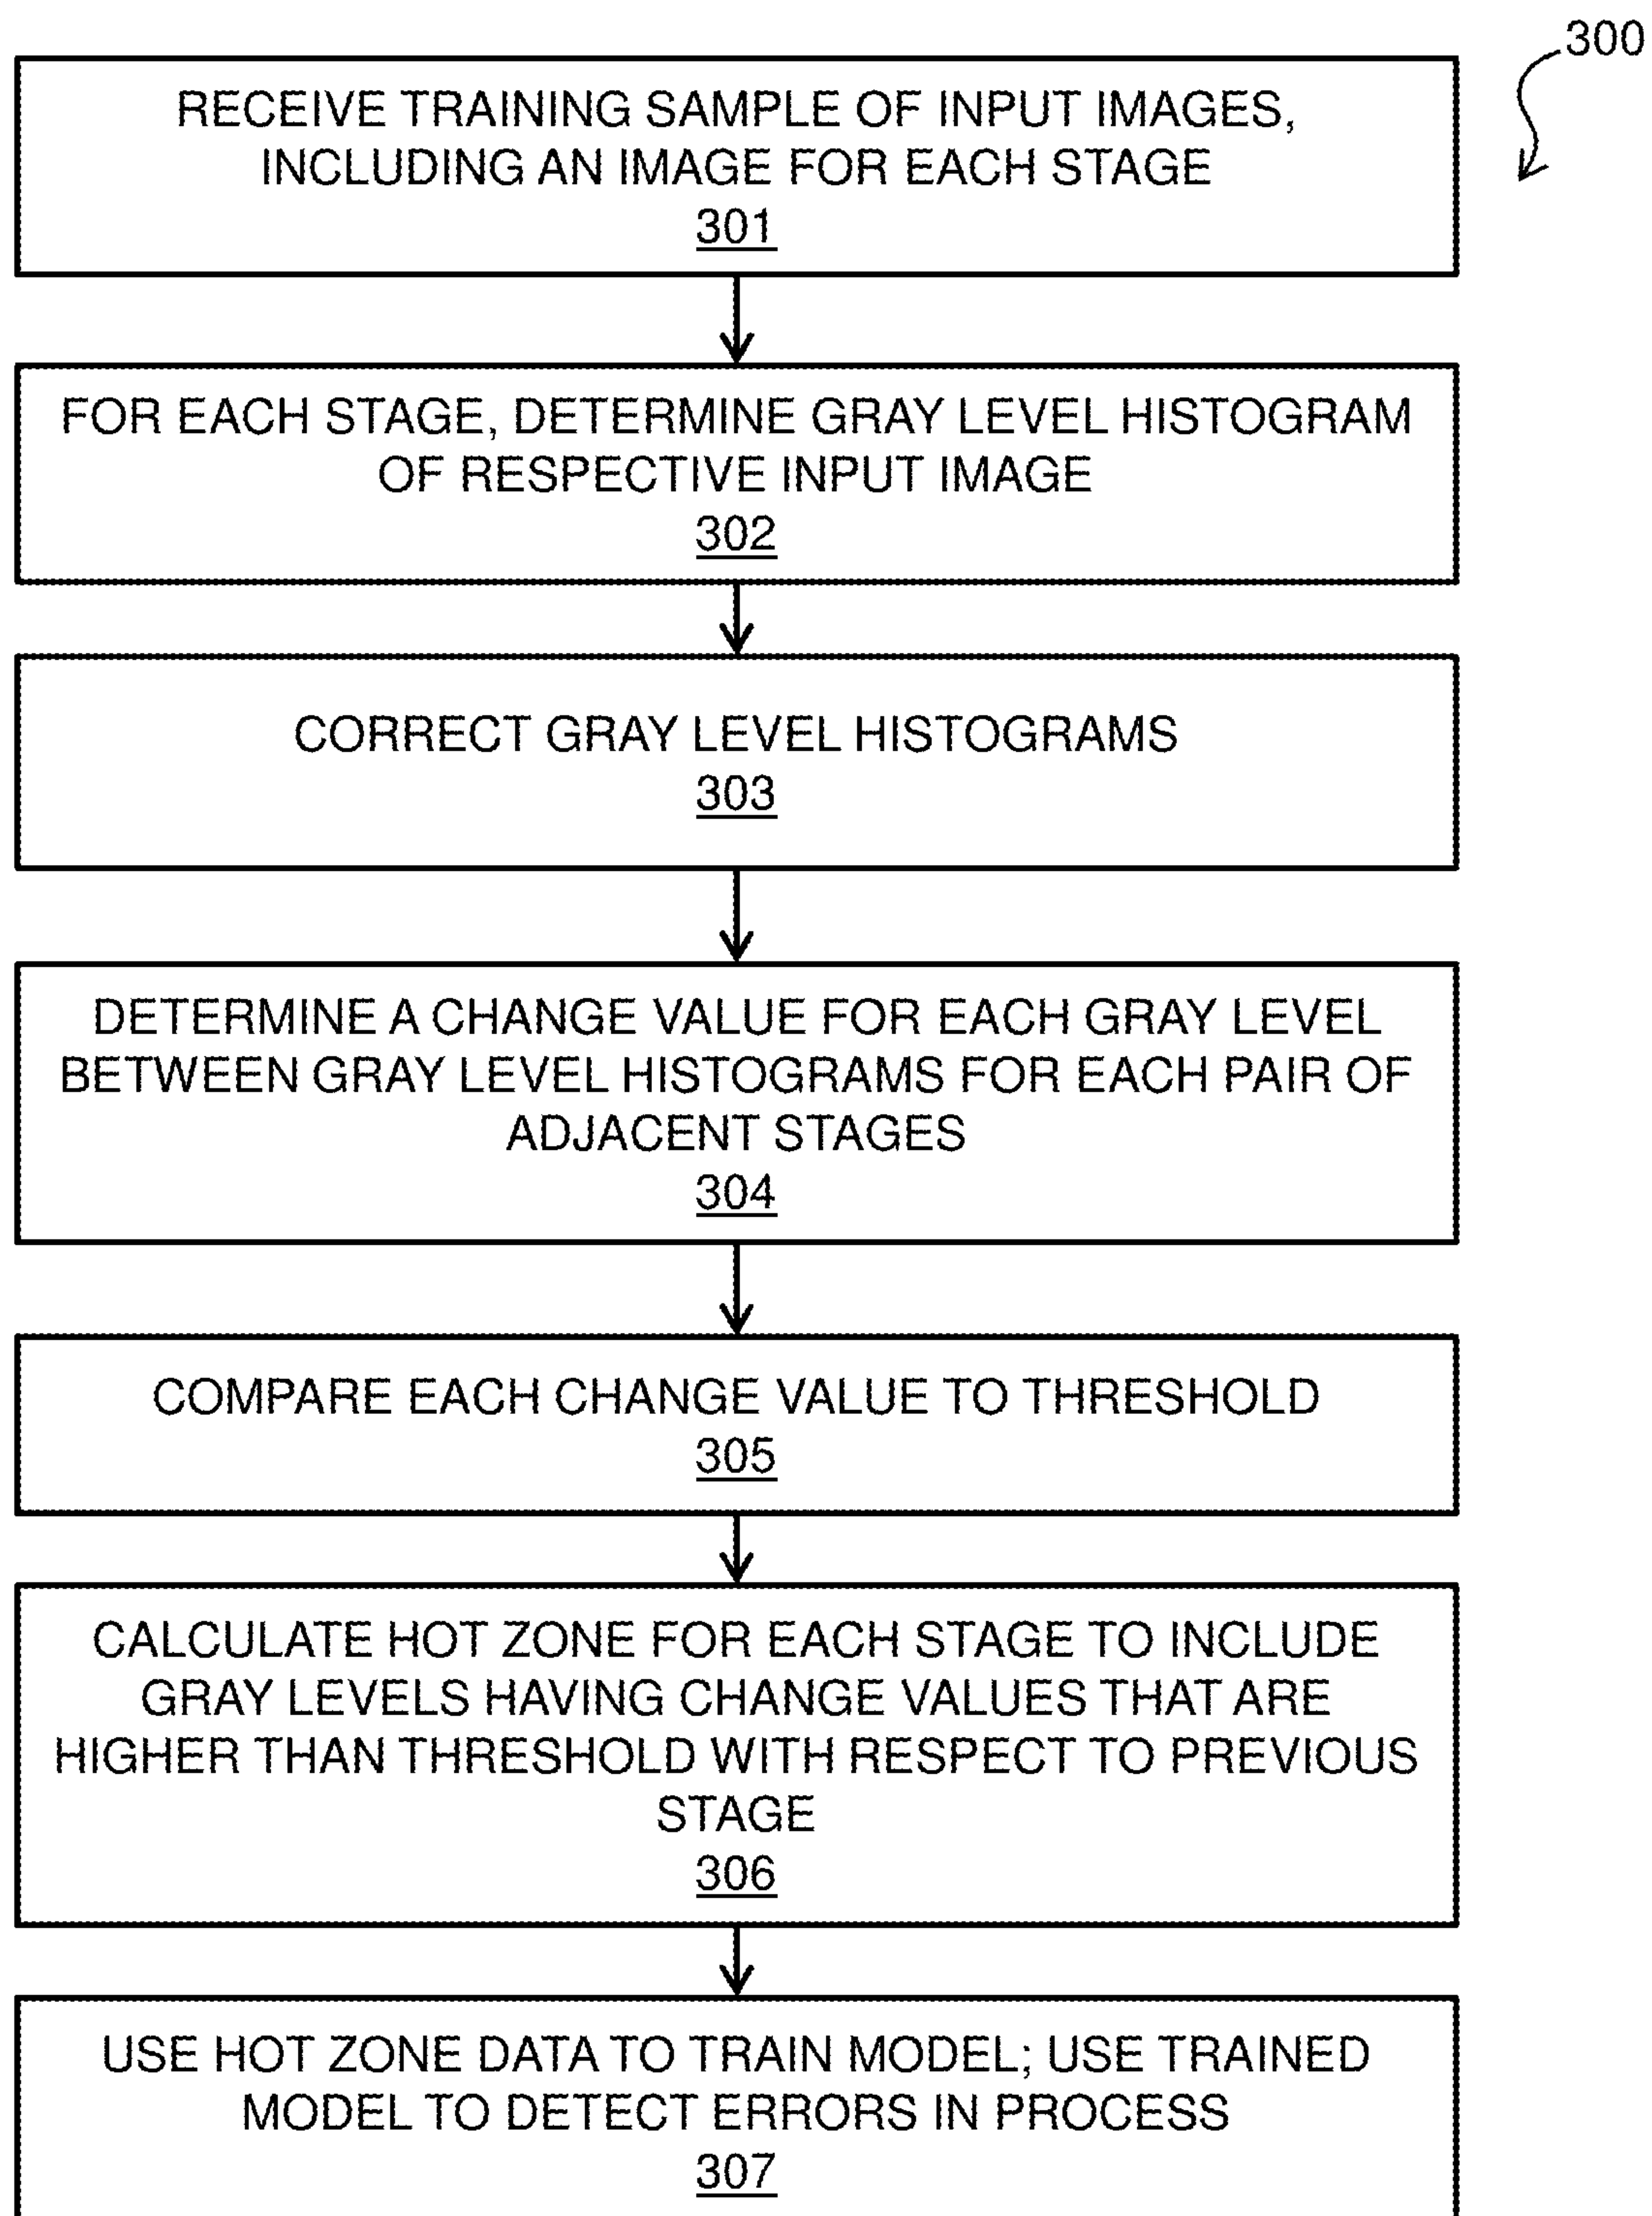 300
RECEIVE TRAINING SAMPLE OF INPUT IMAGES,
INCLUDING AN IMAGE FOR EACH STAGE
301
FOR EACH STAGE, DETERMINE GRAY LEVEL HISTOGRAM
OF RESPECTIVE INPUT IMAGE
302
CORRECT GRAY LEVEL HISTOGRAMS
303
DETERMINE A CHANGE VALUE FOR EACH GRAY LEVEL
BETWEEN GRAY LEVEL HISTOGRAMS FOR EACH PAIR OF
ADJACENT STAGES
304
COMPARE EACH CHANGE VALUE TO THRESHOLD
305
CALCULATE HOT ZONE FOR EACH STAGE TO INCLUDE
GRAY LEVELS HAVING CHANGE VALUES THAT ARE
HIGHER THAN THRESHOLD WITH RESPECT TO PREVIOUS
STAGE
306
USE HOT ZONE DATA TO TRAIN MODEL; USE TRAINED
MODEL TO DETECT ERRORS IN PROCESS
307